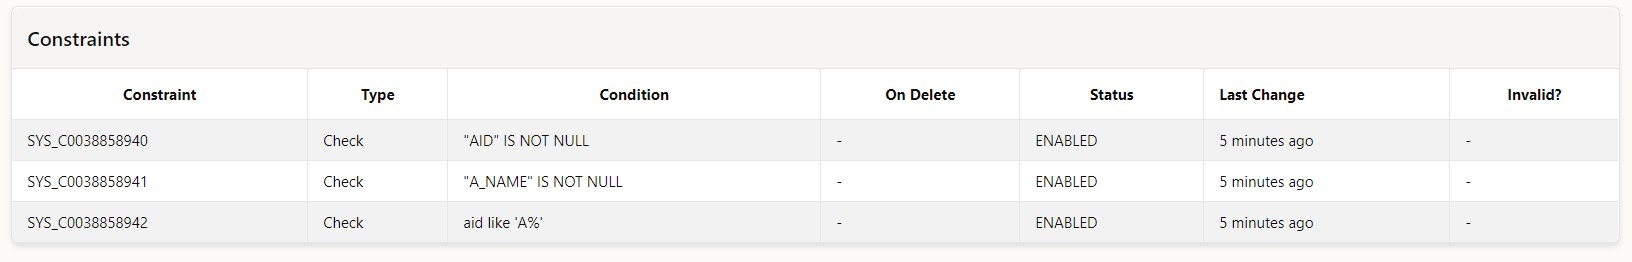 Constraints
Constraint Type Condition On Delete Status Last Change Invalid?
SYS_C0038858940 Check "AID" IS NOT NULL - ENABLED 5 minutes ago -
SYS_C0038858941 Check "A_NAME" IS NOT NULL - ENABLED 5 minutes ago -
SYS_C0038858942 Check aid like 'A%' - ENABLED 5 minutes ago -